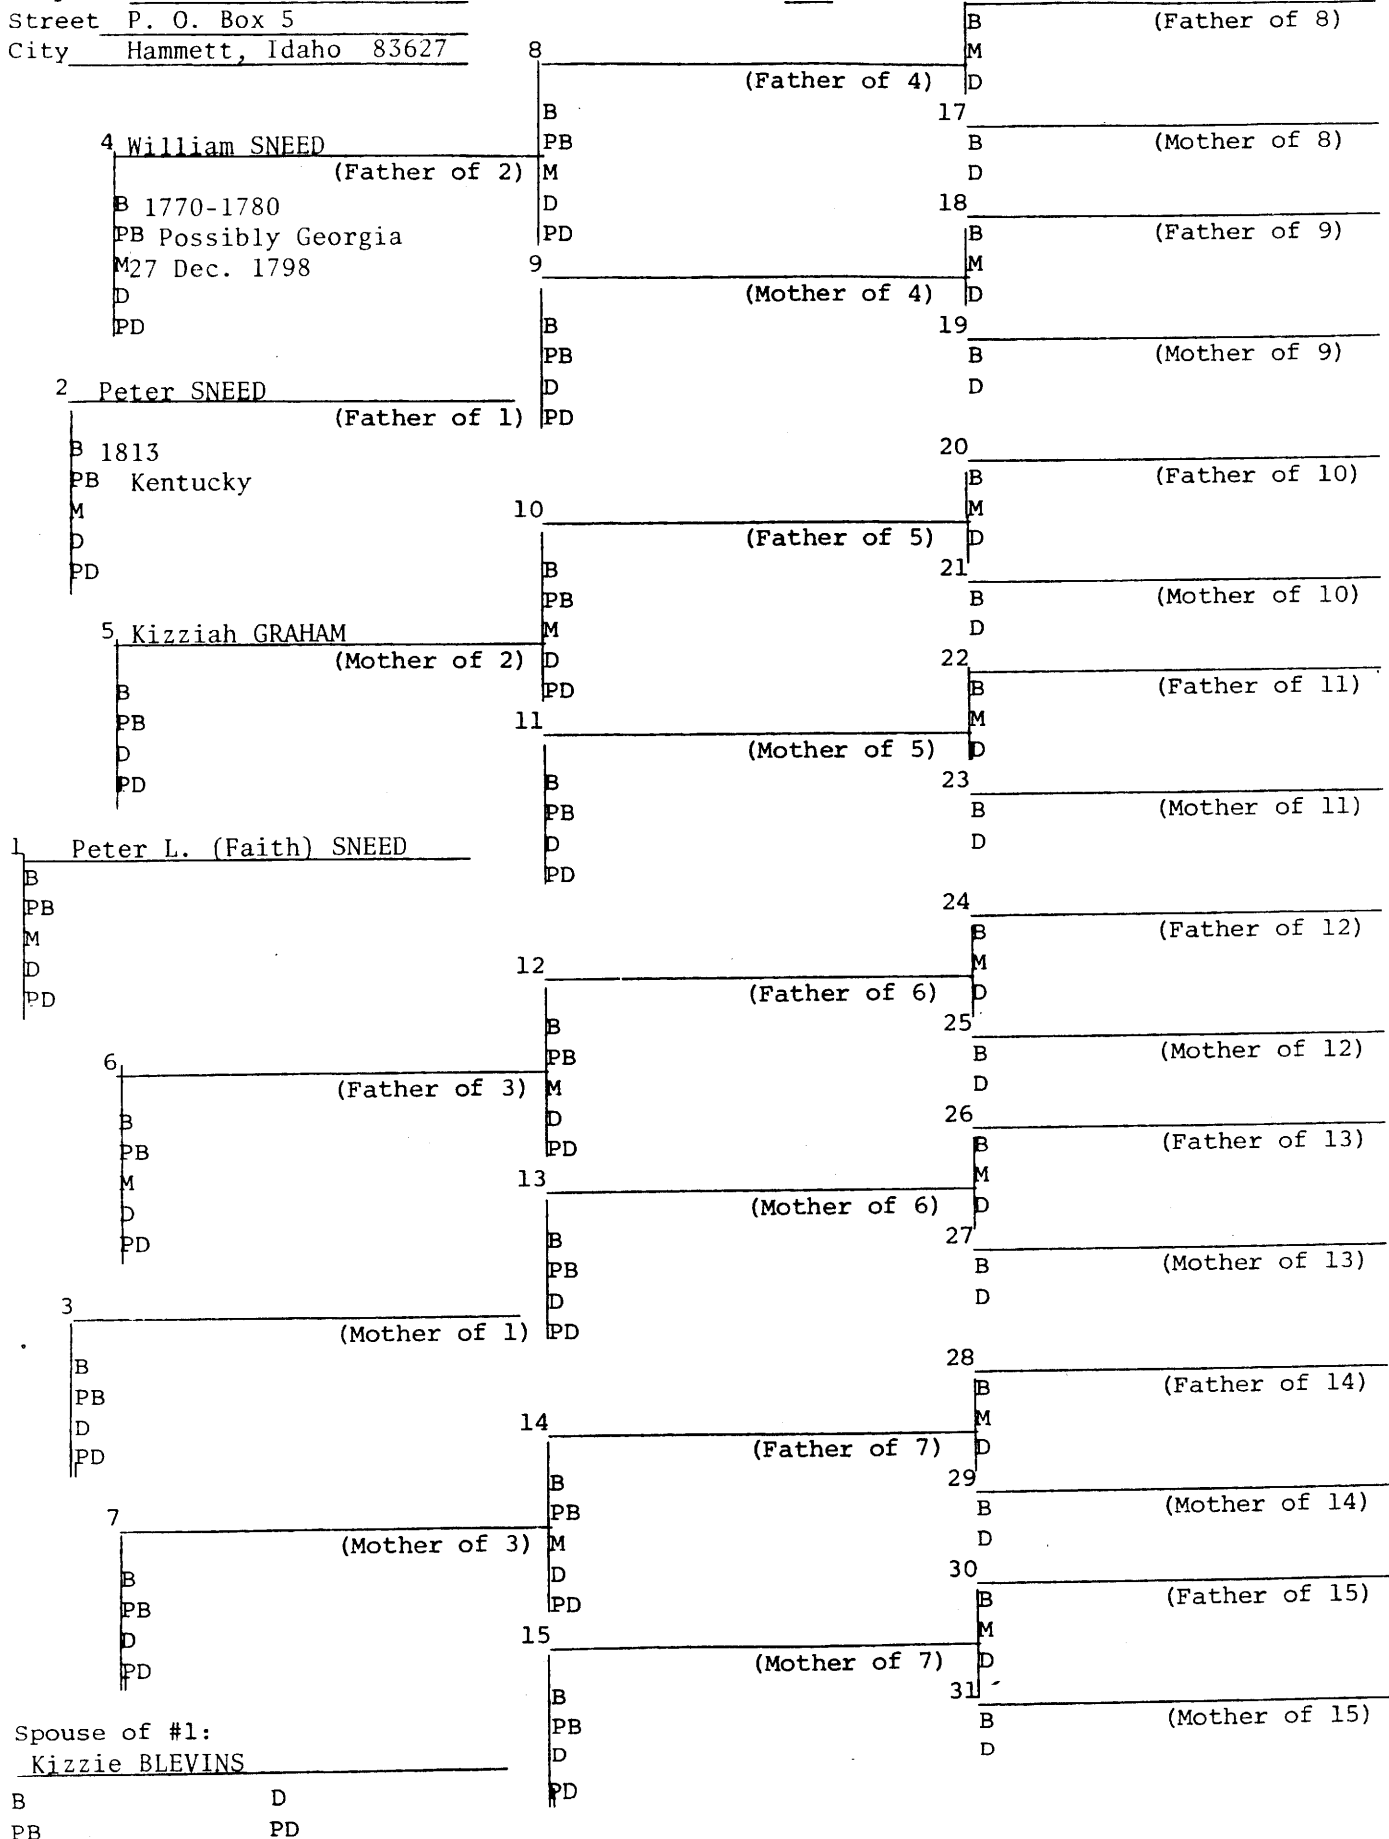 Street P. O. Box 5
City Hammett, Idaho 83627
4 William SNEED
(Father of 2)
B 1770-1780
PB Possibly Georgia
M 27 Dec. 1798
D
PD
2 Peter SNEED
(Father of 1)
B 1813
PB Kentucky
M
D
PD
5 Kizziah GRAHAM
(Mother of 2)
B
PB
D
PD
1 Peter L. (Faith) SNEED
B
PB
M
D
PD
6
(Father of 3)
B
PB
M
D
PD
3
(Mother of 1)
B
PB
D
PD
7
(Mother of 3)
B
PB
D
PD
Spouse of #1:
Kizzie BLEVINS
B D
PB PD
8
(Father of 4)
B
PB
M
D
PD
9
(Mother of 4)
B
PB
D
PD
10
(Father of 5)
B
PB
M
D
PD
11
(Mother of 5)
B
PB
D
PD
12
(Father of 6)
B
PB
M
D
PD
13
(Mother of 6)
B
PB
D
PD
14
(Father of 7)
B
PB
M
D
PD
15
(Mother of 7)
B
PB
D
PD
B (Father of 8)
M
D
17
B (Mother of 8)
D
18
B (Father of 9)
M
D
19
B (Mother of 9)
D
20
B (Father of 10)
M
D
21
B (Mother of 10)
D
22
B (Father of 11)
M
D
23
B (Mother of 11)
D
24
B (Father of 12)
M
D
25
B (Mother of 12)
D
26
B (Father of 13)
M
D
27
B (Mother of 13)
D
28
B (Father of 14)
M
D
29
B (Mother of 14)
D
30
B (Father of 15)
M
D
31
B (Mother of 15)
D